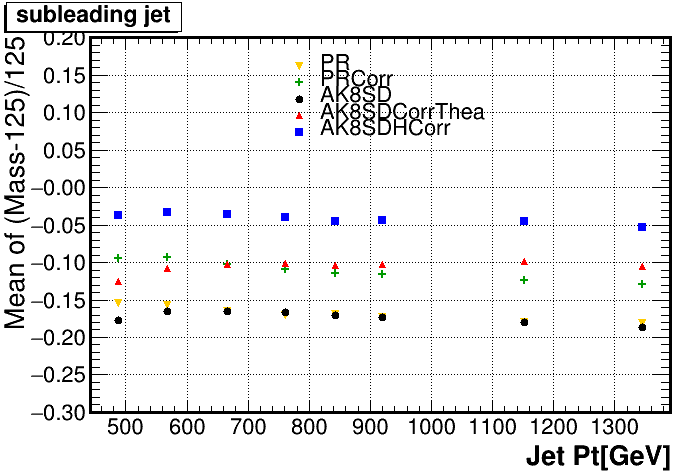 subleading jet
Mean of (Mass-125)/125
0.20
0.15
0.10
0.05
−0.00
−0.05
−0.10
−0.15
−0.20
−0.25
−0.30
PR
PRCorr
AK8SD
AK8SDCorrThea
AK8SDHCorr
500 600 700 800 900 1000 1100 1200 1300
Jet Pt[GeV]